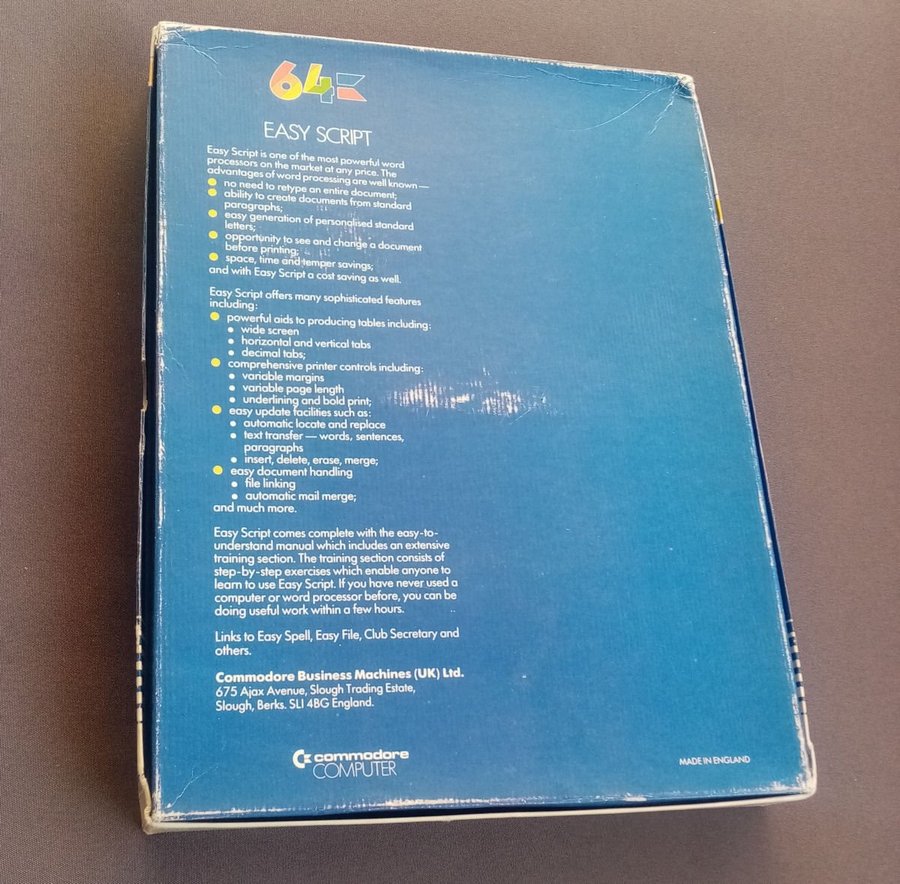 64
EASY SCRIPT
Easy Script is one of the most powerful word
processors on the market at any price. The
advantages of word processing are well known —
no need to retype an entire document;
ability to create documents from standard
paragraphs;
easy generation of personalised standard
letters;
opportunity to see and change a document
before printing;
space, time and temper savings;
and with Easy Script a cost saving as well.
Easy Script offers many sophisticated features
including:
powerful aids to producing tables including:
wide screen
horizontal and vertical tabs
decimal tabs;
comprehensive printer controls including:
variable margins
variable page length
underlining and bold print;
easy update facilities such as:
automatic locate and replace
text transfer — words, sentences,
paragraphs
insert, delete, erase, merge;
easy document handling
file linking
automatic mail merge;
and much more.
Easy Script comes complete with the easy-to-
understand manual which includes an extensive
training section. The training section consists of
step-by-step exercises which enable anyone to
learn to use Easy Script. If you have never used a
computer or word processor before, you can be
doing useful work within a few hours.
Links to Easy Spell, Easy File, Club Secretary and
others.
Commodore Business Machines (UK) Ltd.
675 Ajax Avenue, Slough Trading Estate,
Slough, Berks. SL1 4BG England.
commodore
COMPUTER
MADE IN ENGLAND